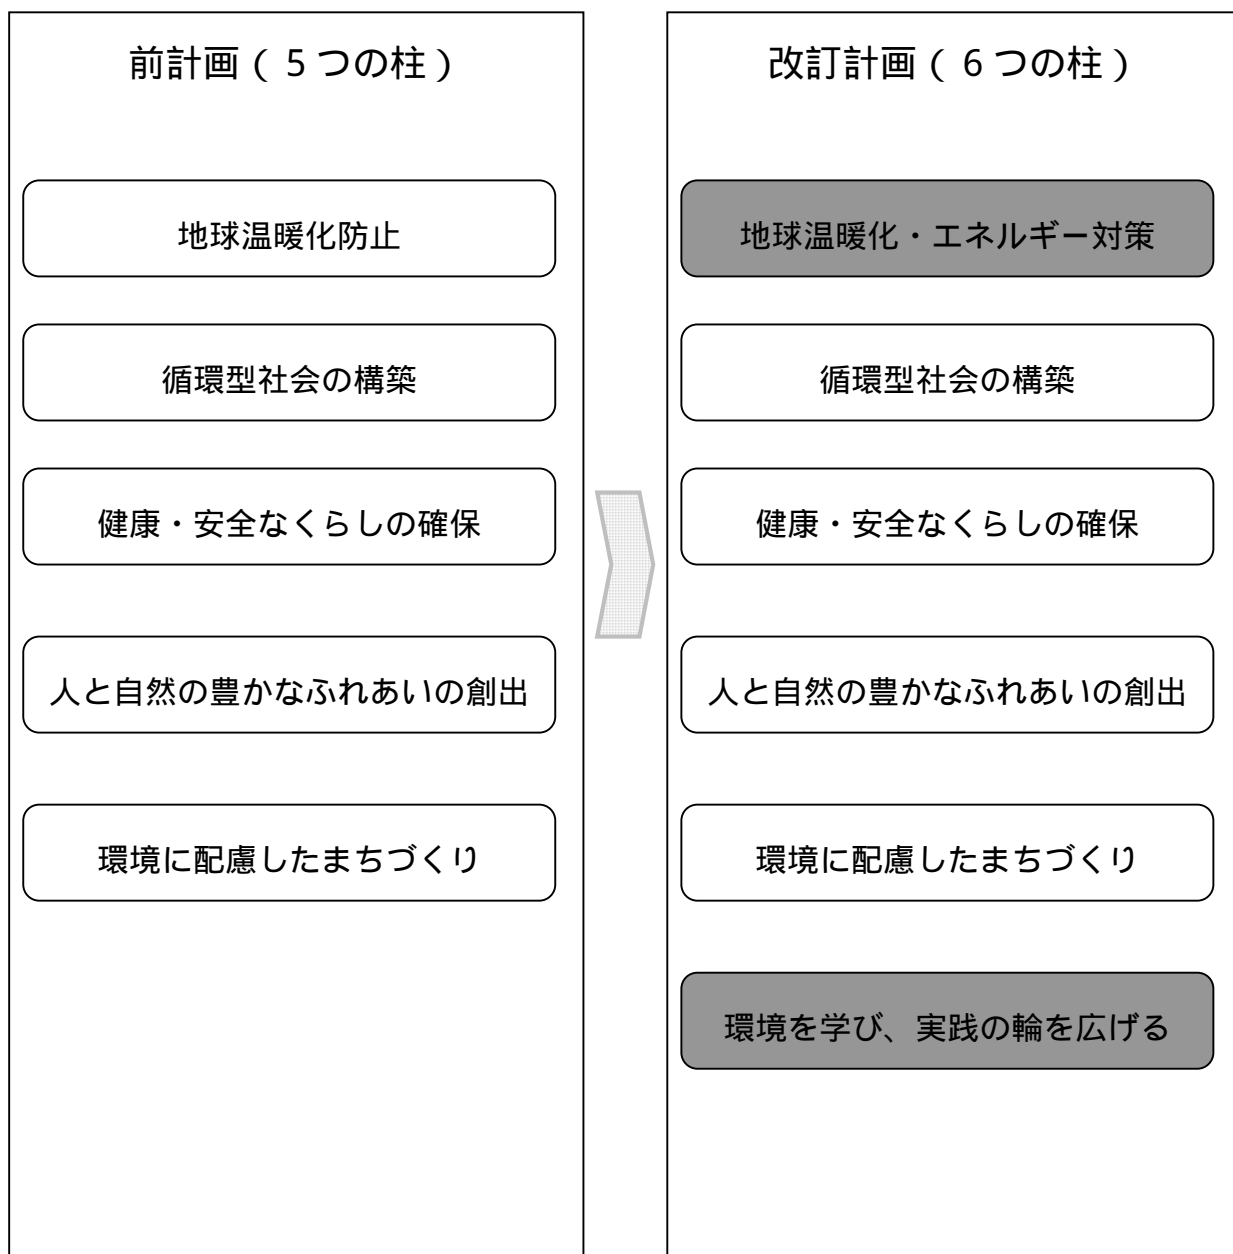 前計画（５つの柱）
地球温暖化防止
循環型社会の構築
健康・安全なくらしの確保
人と自然の豊かなふれあいの創出
環境に配慮したまちづくり
改訂計画（６つの柱）
地球温暖化・エネルギー対策
循環型社会の構築
健康・安全なくらしの確保
人と自然の豊かなふれあいの創出
環境に配慮したまちづくり
環境を学び、実践の輪を広げる